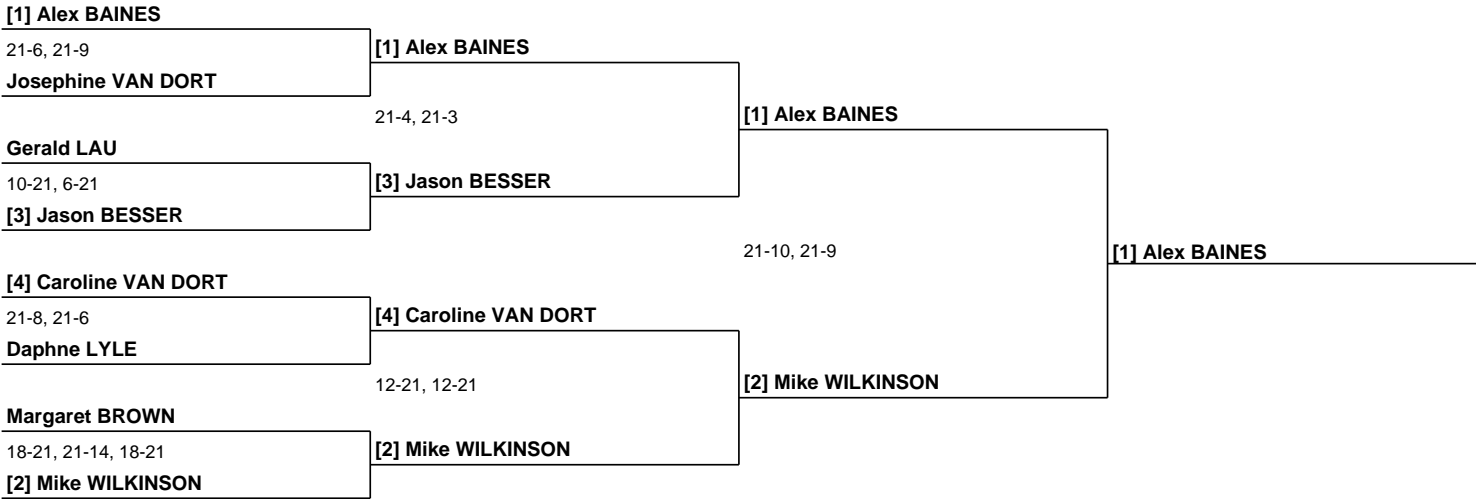 [1] Alex BAINES
21-6, 21-9
Josephine VAN DORT
Gerald LAU
10-21, 6-21
[3] Jason BESSER
[4] Caroline VAN DORT
21-8, 21-6
Daphne LYLE
Margaret BROWN
18-21, 21-14, 18-21
[2] Mike WILKINSON
[1] Alex BAINES
21-4, 21-3
[3] Jason BESSER
[4] Caroline VAN DORT
12-21, 12-21
[2] Mike WILKINSON
[1] Alex BAINES
21-10, 21-9
[2] Mike WILKINSON
[1] Alex BAINES